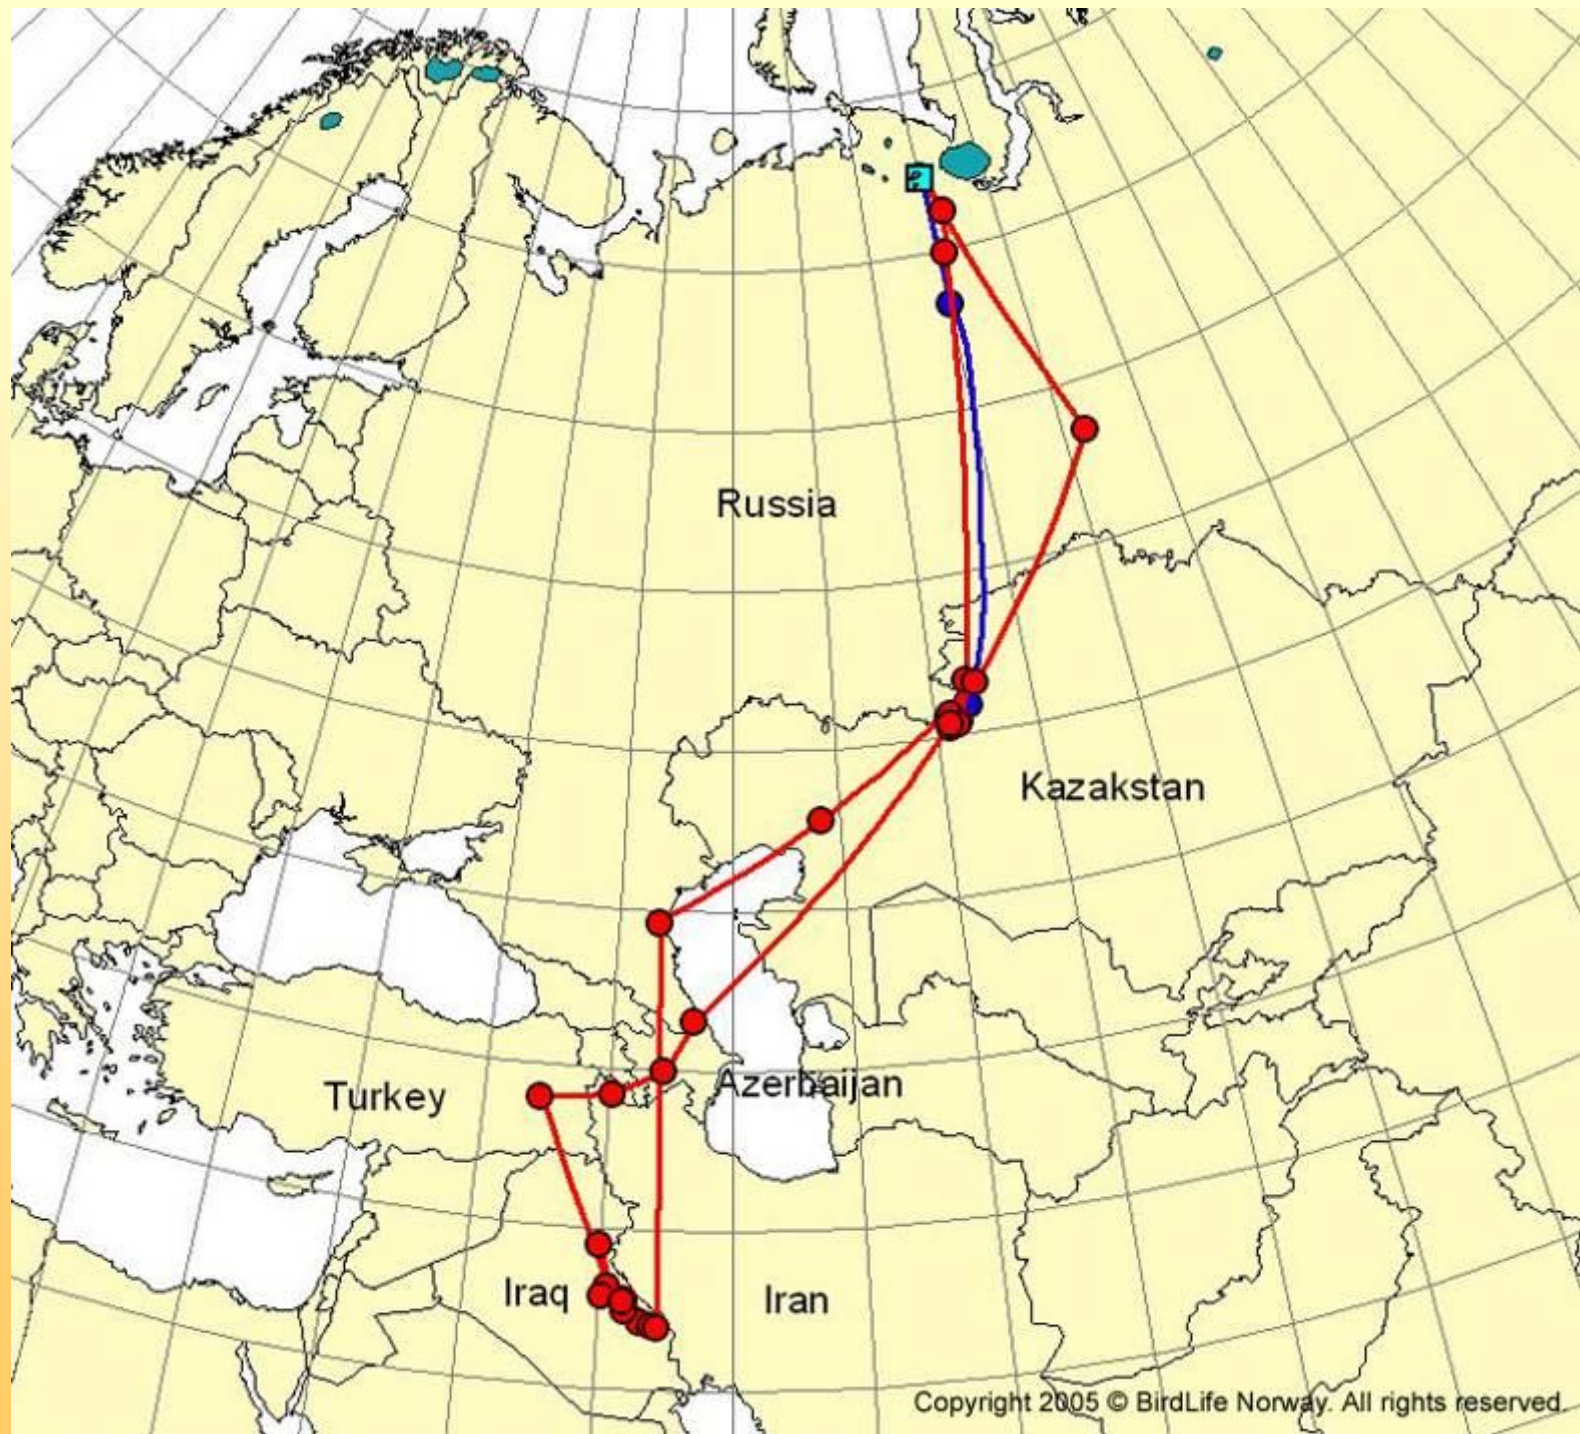 Russia
Kazakstan
Turkey
Azerbaijan
Iraq
Iran
Copyright 2005 © BirdLife Norway. All rights reserved.